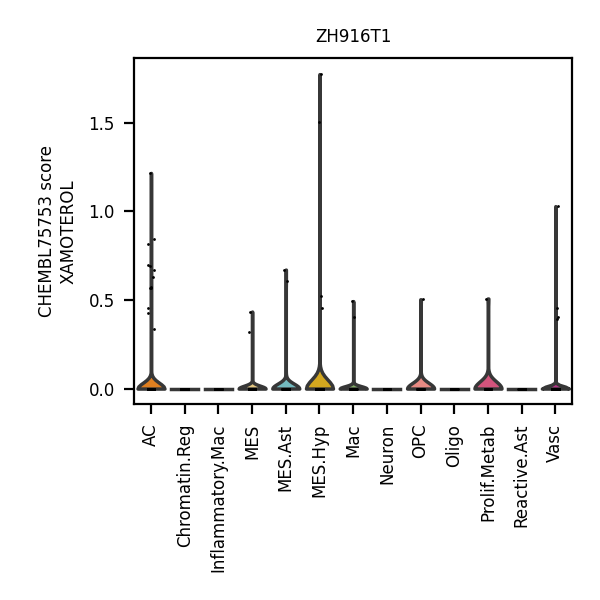 ZH916T1
CHEMBL75753 score
XAMOTEROL
1.5
1.0
0.5
0.0
AC
Chromatin.Reg
Inflammatory.Mac
MES
MES.Ast
MES.Hyp
Mac
Neuron
OPC
Oligo
Prolif.Metab
Reactive.Ast
Vasc